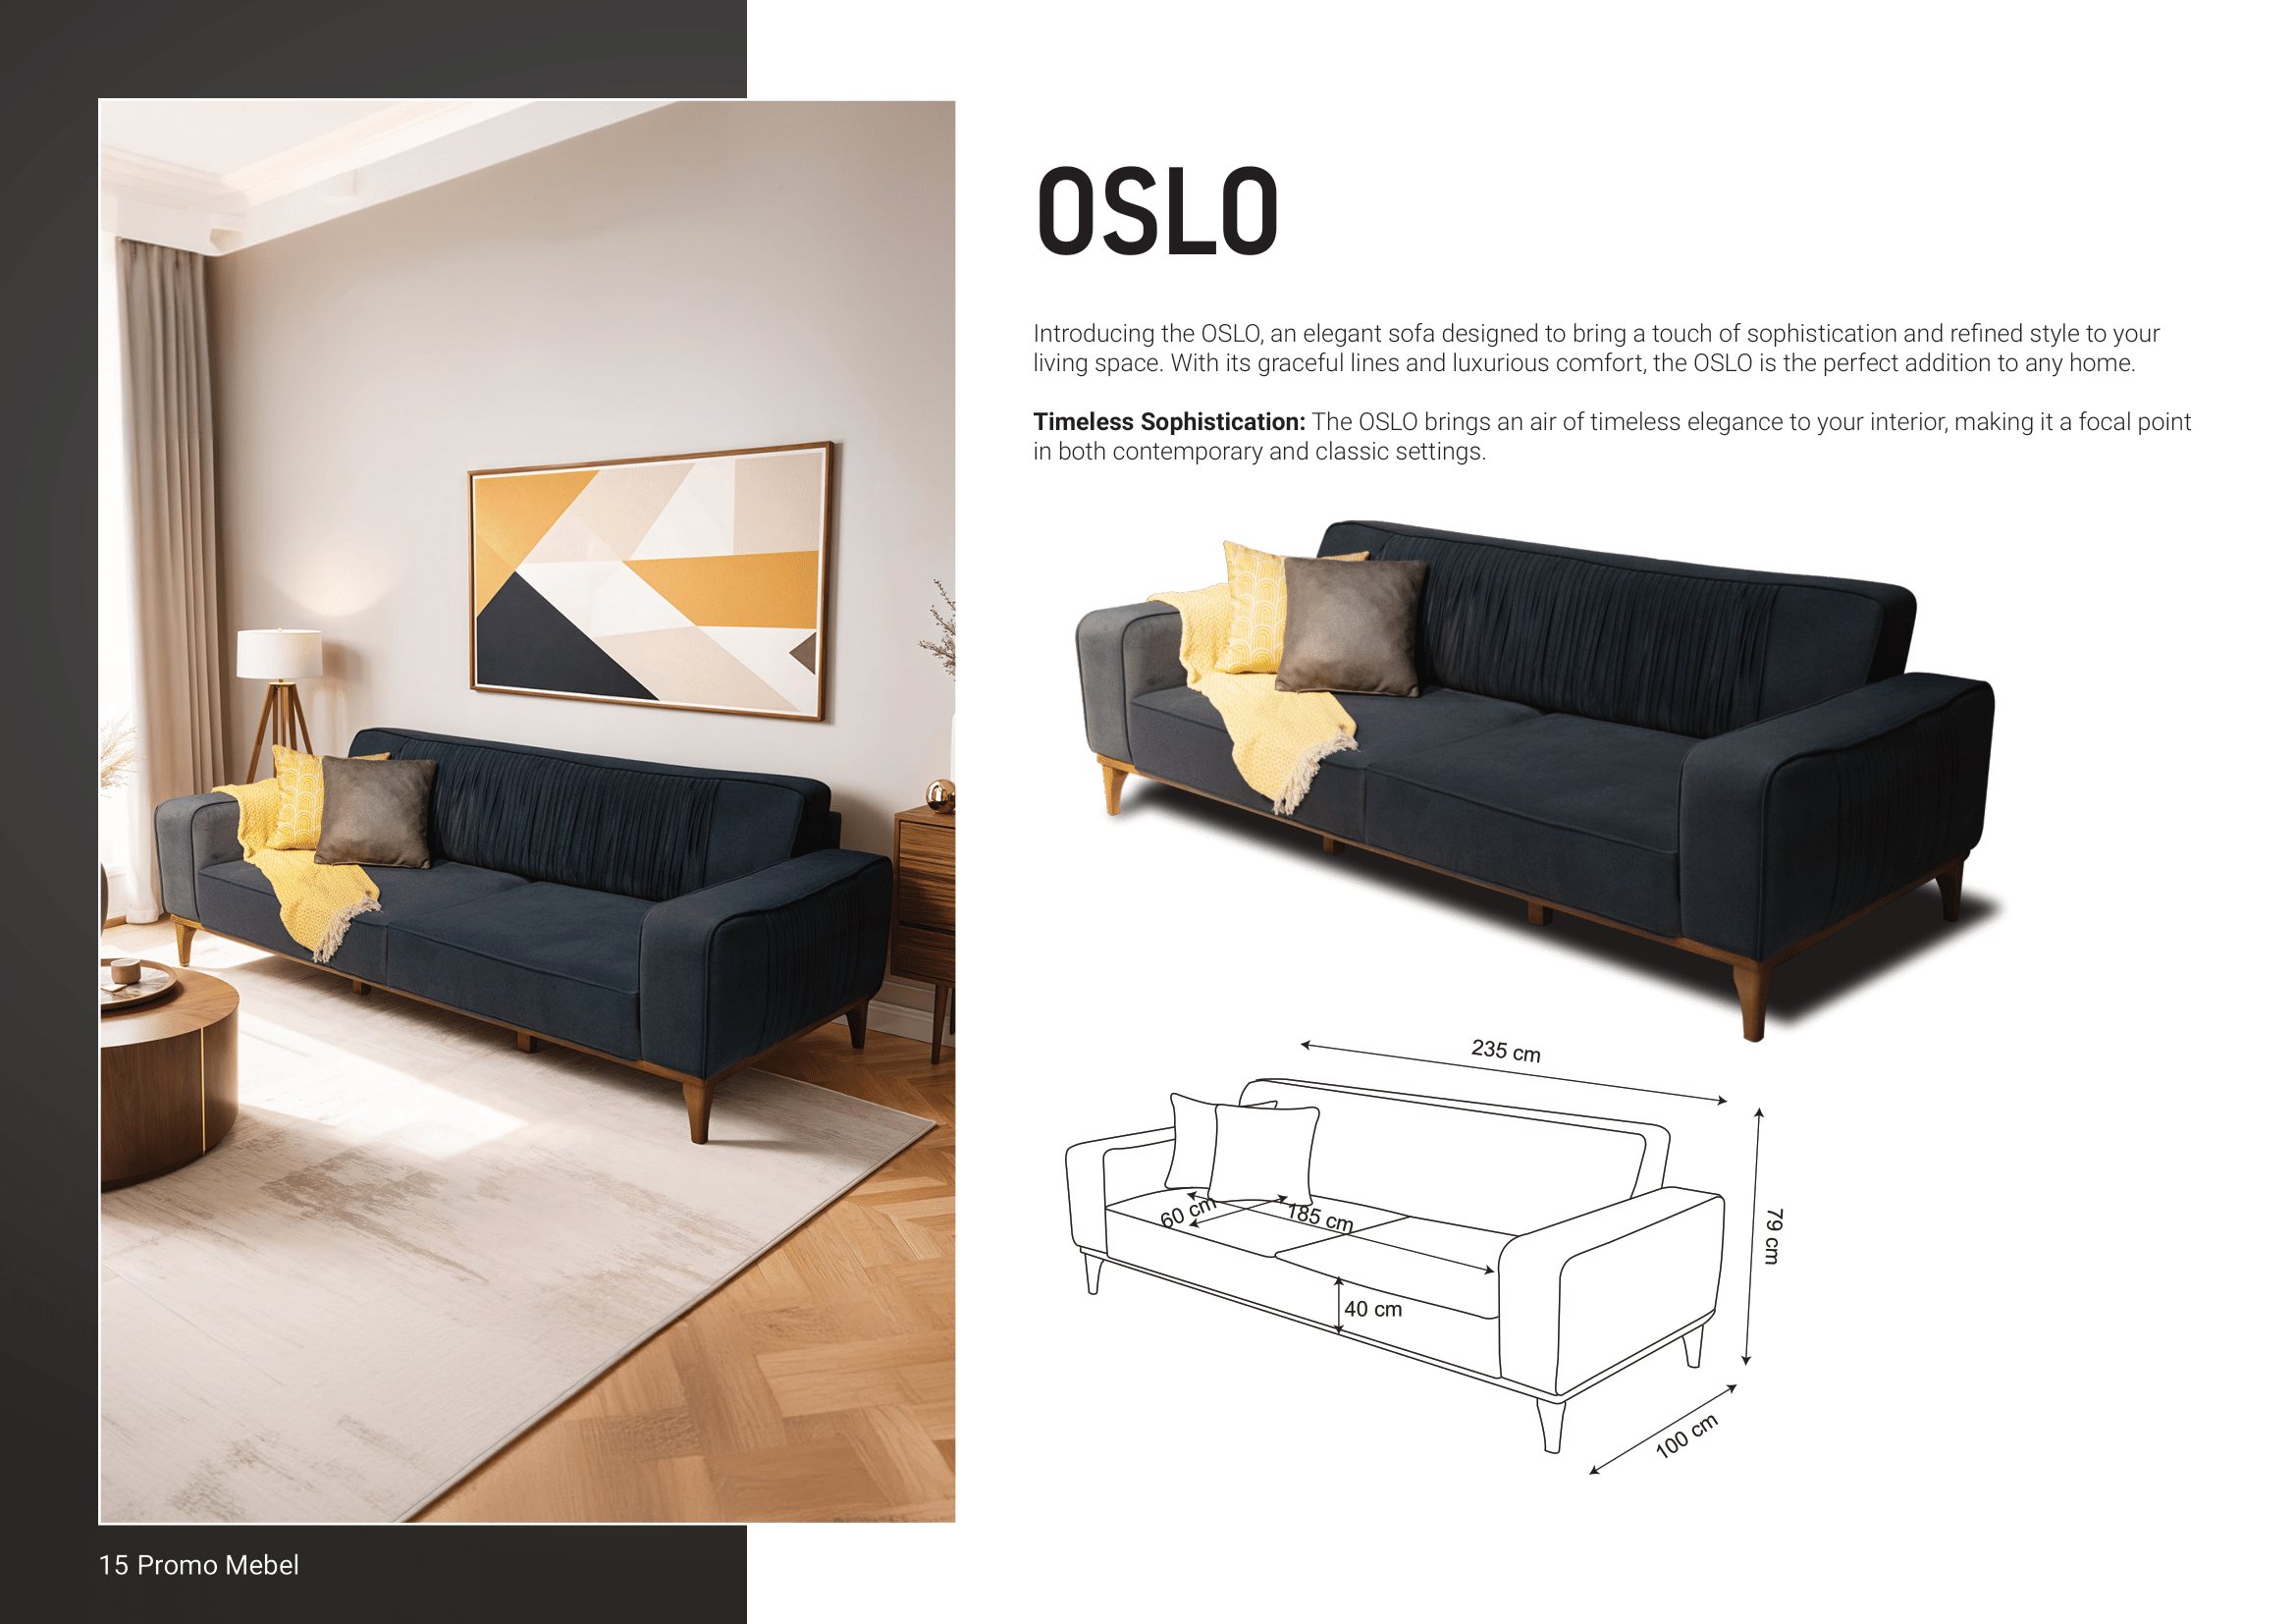 OSLO
Introducing the OSLO, an elegant sofa designed to bring a touch of sophistication and refined style to your
living space. With its graceful lines and luxurious comfort, the OSLO is the perfect addition to any home.
Timeless Sophistication: The OSLO brings an air of timeless elegance to your interior, making it a focal point
in both contemporary and classic settings.
235 cm
60 cm
185 cm
79 cm
40 cm
100 cm
15 Promo Mebel